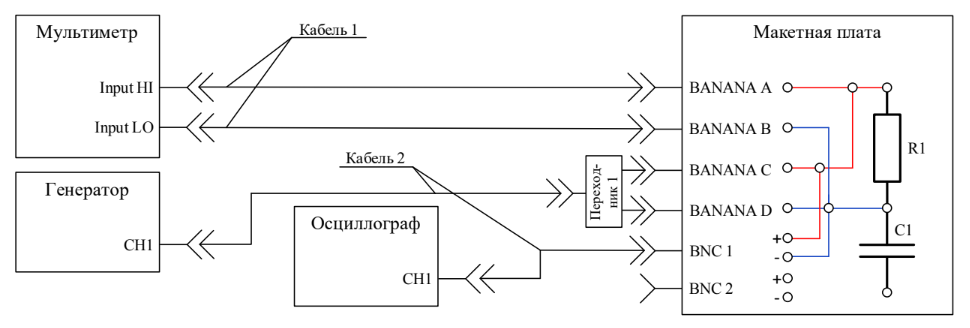 Мультиметр
Input HI
Input LO
Кабель 1
Генератор
CH1
Кабель 2
Осциллограф
CH1
Переход-
ник 1
Макетная плата
BANANA A
BANANA B
BANANA C
BANANA D
BNC 1
+
-
BNC 2
+
-
R1
C1